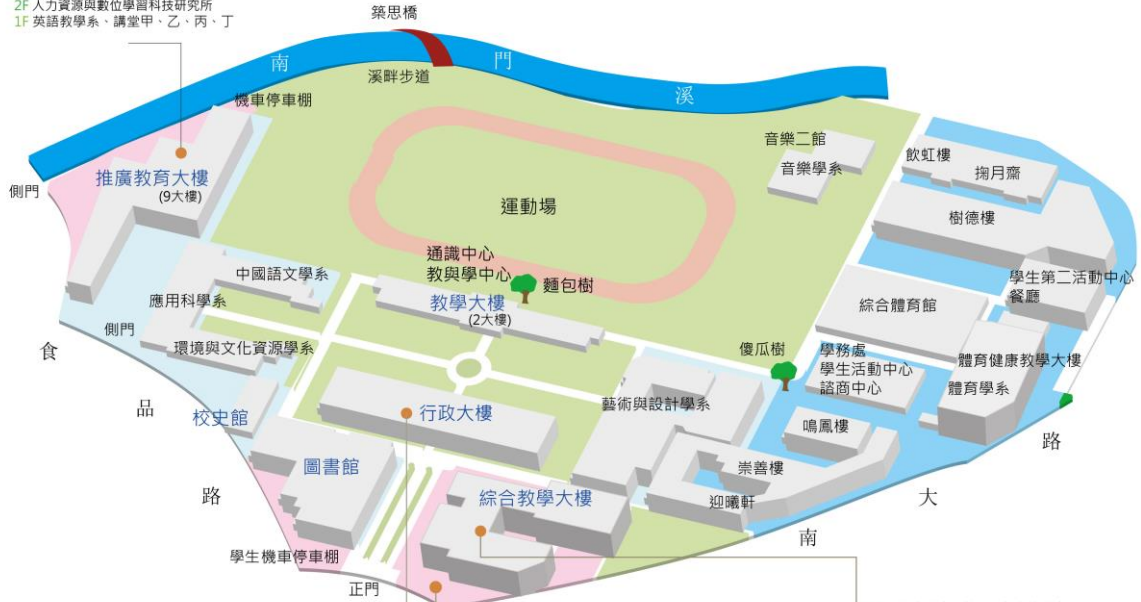 2F 人力資源與數位學習科技研究所
1F 英語教學系、講堂甲、乙、丙、丁
築思橋
南
門
溪
溪畔步道
機車停車棚
音樂二館
音樂學系
飲虹樓
掬月齋
側門
推廣教育大樓
(9大樓)
運動場
樹德樓
通識中心
教與學中心
麵包樹
中國語文學系
教學大樓
(2大樓)
學生第二活動中心
餐廳
應用科學系
綜合體育館
側門
環境與文化資源學系
傻瓜樹
學務處
學生活動中心
諮商中心
體育健康教學大樓
體育學系
食
品
路
校史館
行政大樓
藝術與設計學系
鳴鳳樓
路
圖書館
崇善樓
綜合教學大樓
迎曦軒
大
南
學生機車停車棚
正門